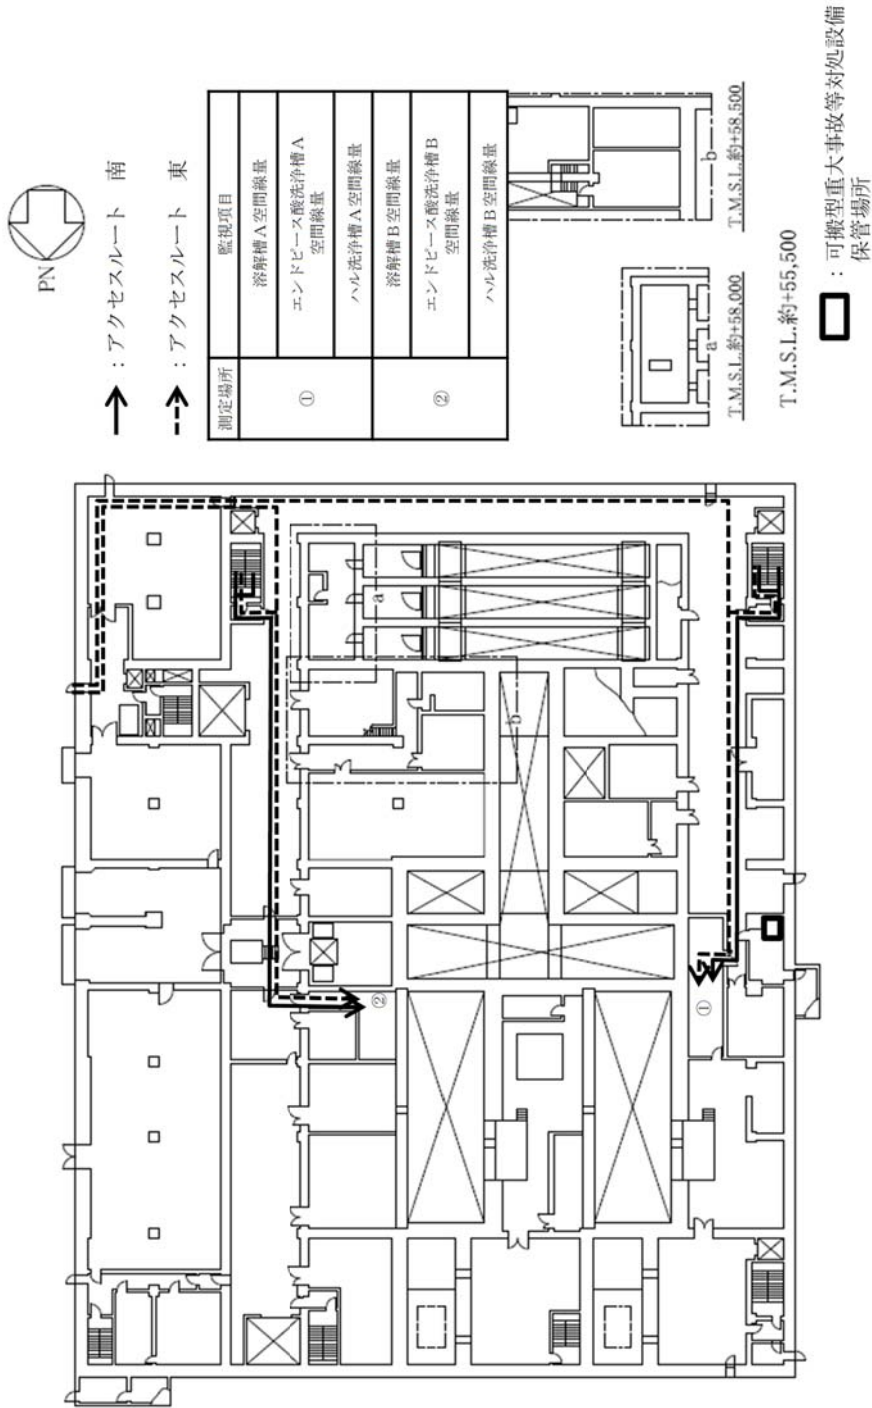 PN
：アクセスルート　南
：アクセスルート　東
測定場所
監視項目
①
溶解槽A空間線量
エンドピース酸洗浄槽A
空間線量
ハル洗浄槽A空間線量
②
溶解槽B空間線量
エンドピース酸洗浄槽B
空間線量
ハル洗浄槽B空間線量
a
T.M.S.L.約+58,000
b
T.M.S.L.約+58,500
T.M.S.L.約+55,500
：可搬型重大事故等対処設備
保管場所
a
b
②
①